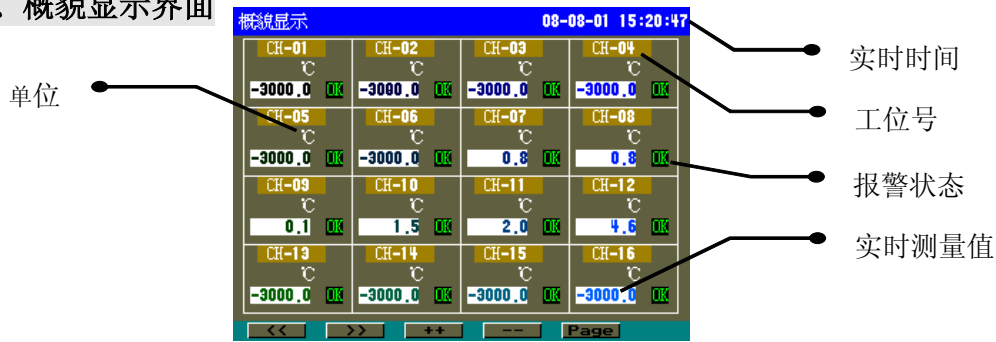 概貌显示界面
概貌显示 08-08-01 15:20:47
CH-01 CH-02 CH-03 CH-04
℃ ℃ ℃ ℃
-3000.0 OK -3000.0 OK -3000.0 OK -3000.0 OK
CH-05 CH-06 CH-07 CH-08
℃ ℃ ℃ ℃
-3000.0 OK -3000.0 OK 0.8 OK 0.8 OK
CH-09 CH-10 CH-11 CH-12
℃ ℃ ℃ ℃
0.1 OK 1.5 OK 2.0 OK 4.6 OK
CH-13 CH-14 CH-15 CH-16
℃ ℃ ℃ ℃
-3000.0 OK -3000.0 OK -3000.0 OK -3000.0 OK
<< >> ++ -- Page
单位
实时时间
工位号
报警状态
实时测量值